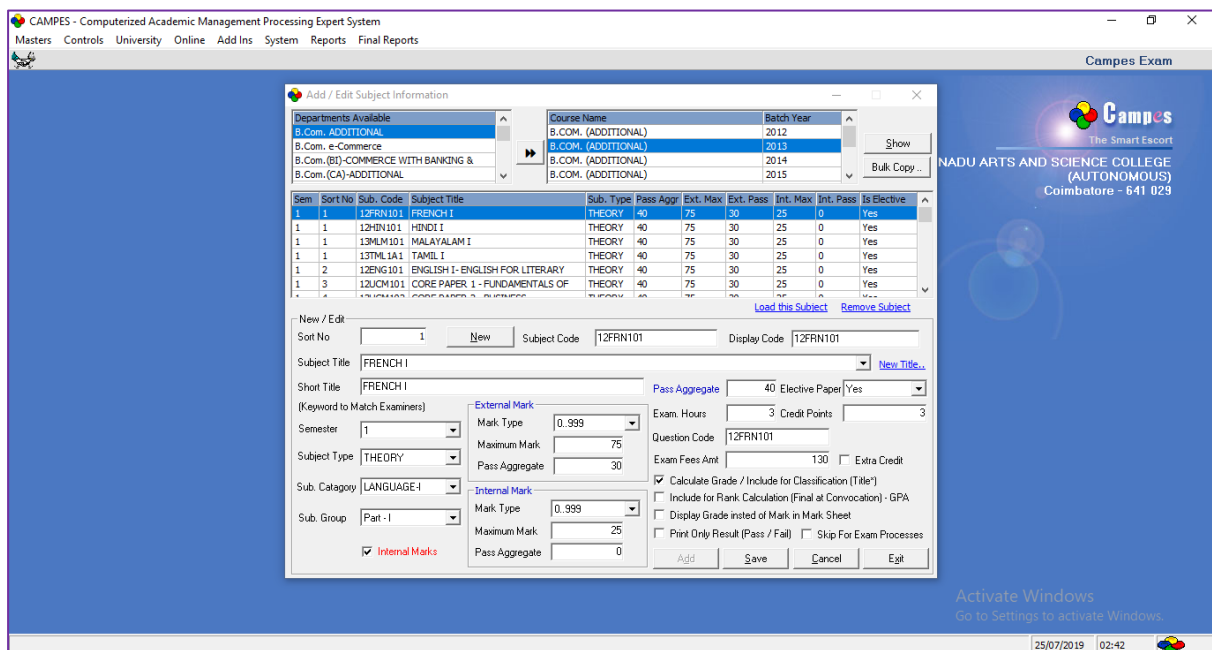 CAMPES - Computerized Academic Management Processing Expert System
Masters Controls University Online Add Ins System Reports Final Reports
Campes Exam
Campes
The Smart Escort
NADU ARTS AND SCIENCE COLLEGE
(AUTONOMOUS)
Coimbatore - 641 029
Add / Edit Subject Information
Departments Available
B.Com. ADDITIONAL
B.Com. e-Commerce
B.Com.(BI)-COMMERCE WITH BANKING &
B.Com.(CA)-ADDITIONAL
Course Name Batch Year
B.COM. (ADDITIONAL) 2012
B.COM. (ADDITIONAL) 2013
B.COM. (ADDITIONAL) 2014
B.COM. (ADDITIONAL) 2015
Show
Bulk Copy ..
Sem Sort No Sub. Code Subject Title Sub. Type Pass Aggr Ext. Max Ext. Pass Int. Max Int. Pass Is Elective
1 1 12FRN101 FRENCH I THEORY 40 75 30 25 0 Yes
1 1 12HIN101 HINDI I THEORY 40 75 30 25 0 Yes
1 1 13MLM101 MALAYALAM I THEORY 40 75 30 25 0 Yes
1 1 13TML1A1 TAMIL I THEORY 40 75 30 25 0 Yes
1 2 12ENG101 ENGLISH I- ENGLISH FOR LITERARY THEORY 40 75 30 25 0 Yes
1 3 12UCM101 CORE PAPER 1 - FUNDAMENTALS OF THEORY 40 75 30 25 0 Yes
Load this Subject Remove Subject
New / Edit
Sort No 1 New Subject Code 12FRN101 Display Code 12FRN101
Subject Title FRENCH I New Title..
Short Title FRENCH I Pass Aggregate 40 Elective Paper Yes
(Keyword to Match Examiners)
Semester 1
Subject Type THEORY
Sub. Catagory LANGUAGE-I
Sub. Group Part - I
Internal Marks
External Mark
Mark Type 0..999
Maximum Mark 75
Pass Aggregate 30
Internal Mark
Mark Type 0..999
Maximum Mark 25
Pass Aggregate 0
Exam. Hours 3 Credit Points 3
Question Code 12FRN101
Exam Fees Amt 130 Extra Credit
Calculate Grade / Include for Classification (Title*)
Include for Rank Calculation (Final at Convocation) - GPA
Display Grade insted of Mark in Mark Sheet
Print Only Result (Pass / Fail) Skip For Exam Processes
Add Save Cancel Exit
Activate Windows
Go to Settings to activate Windows.
25/07/2019 02:42